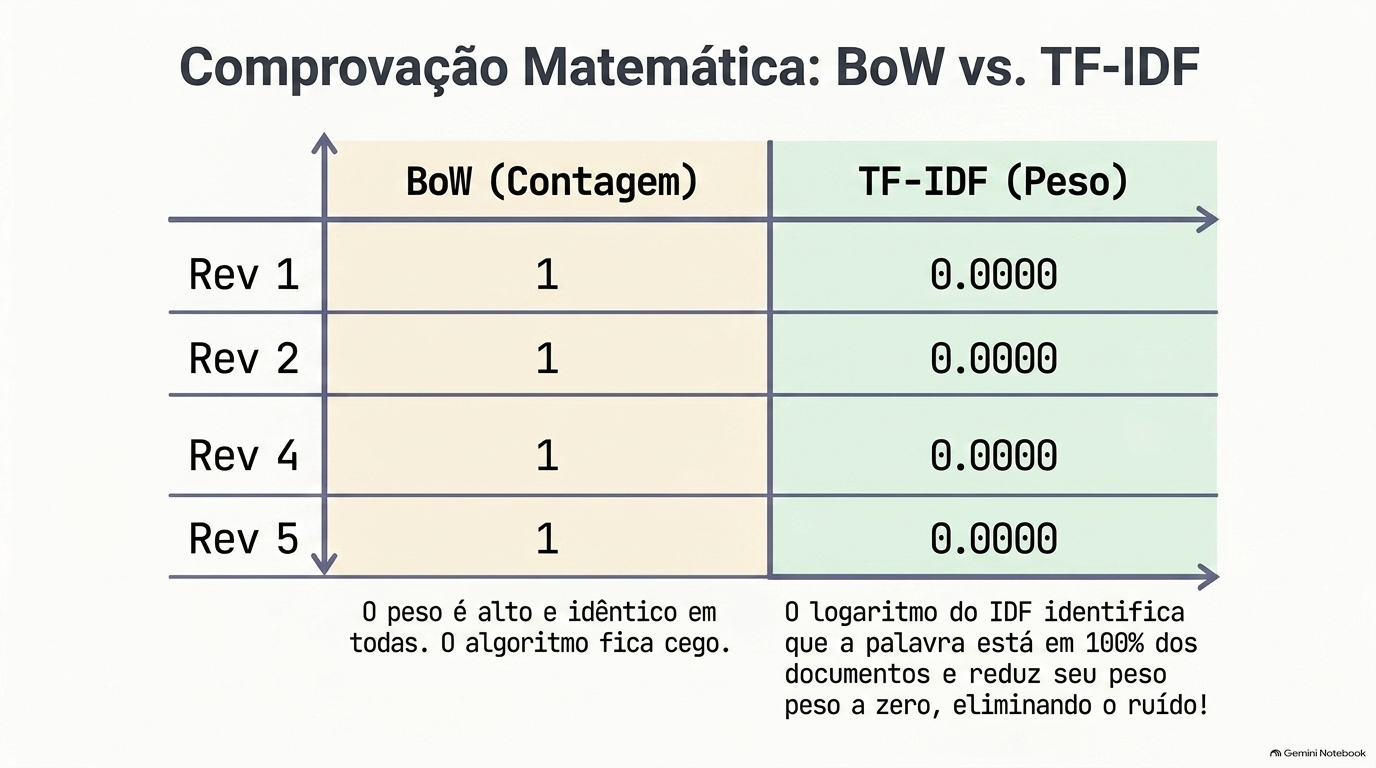 Comprovação Matemática: BoW vs. TF-IDF
BoW (Contagem) TF-IDF (Peso)
Rev 1 1 0.0000
Rev 2 1 0.0000
Rev 4 1 0.0000
Rev 5 1 0.0000
O peso é alto e idêntico em
todas. O algoritmo fica cego.
O logaritmo do IDF identifica
que a palavra está em 100% dos
documentos e reduz seu peso
peso a zero, eliminando o ruído!
Gemini Notebook